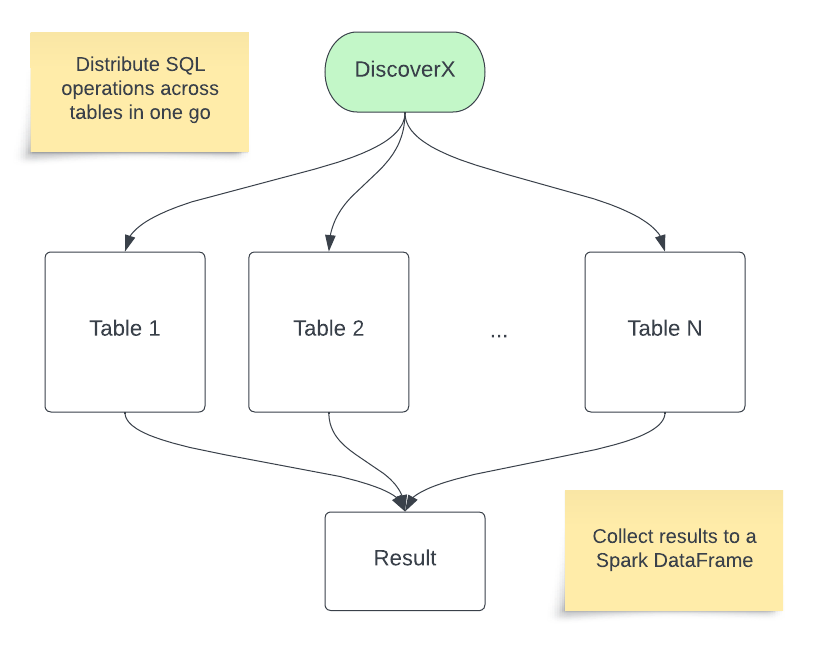 Distribute SQL
operations across
tables in one go
DiscoverX
Table 1
Table 2
...
Table N
Result
Collect results to a
Spark DataFrame